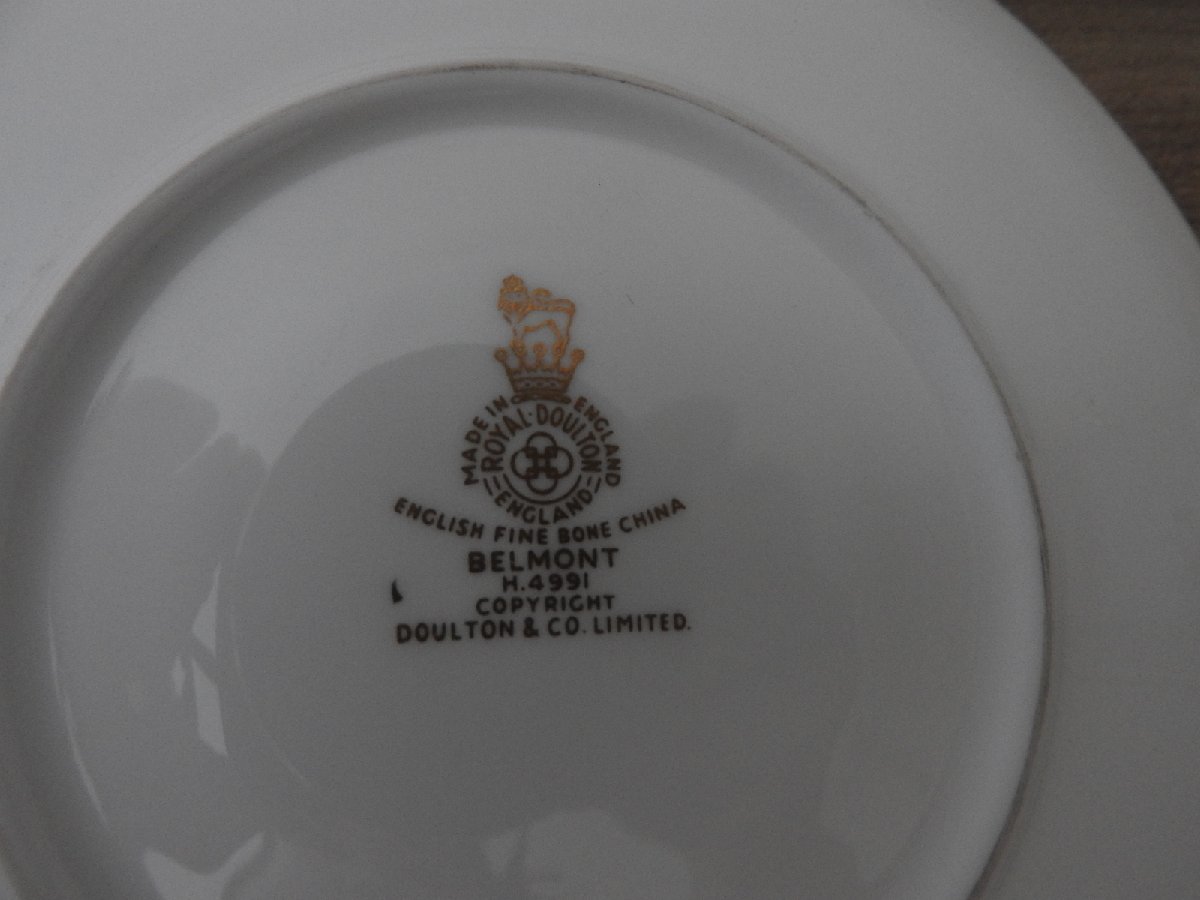 MADE IN ENGLAND
ROYAL·DOULTON
ENGLAND
ENGLISH FINE BONE CHINA
BELMONT
H.4991
COPYRIGHT
DOULTON & CO. LIMITED.